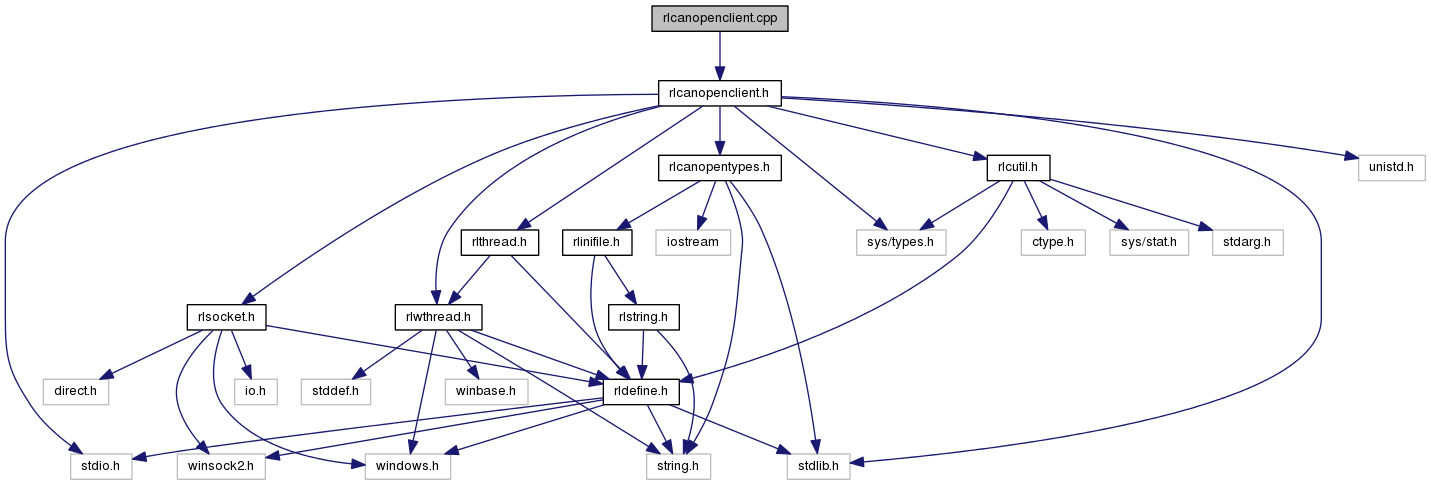 rlcanopenclient.cpp
rlcanopenclient.h
rlcanopentypes.h
rlcutil.h
unistd.h
rlthread.h
rlinifile.h
iostream
sys/types.h
ctype.h
sys/stat.h
stdarg.h
rlsocket.h
rlwthread.h
rlstring.h
direct.h
io.h
stddef.h
winbase.h
rldefine.h
stdio.h
winsock2.h
windows.h
string.h
stdlib.h